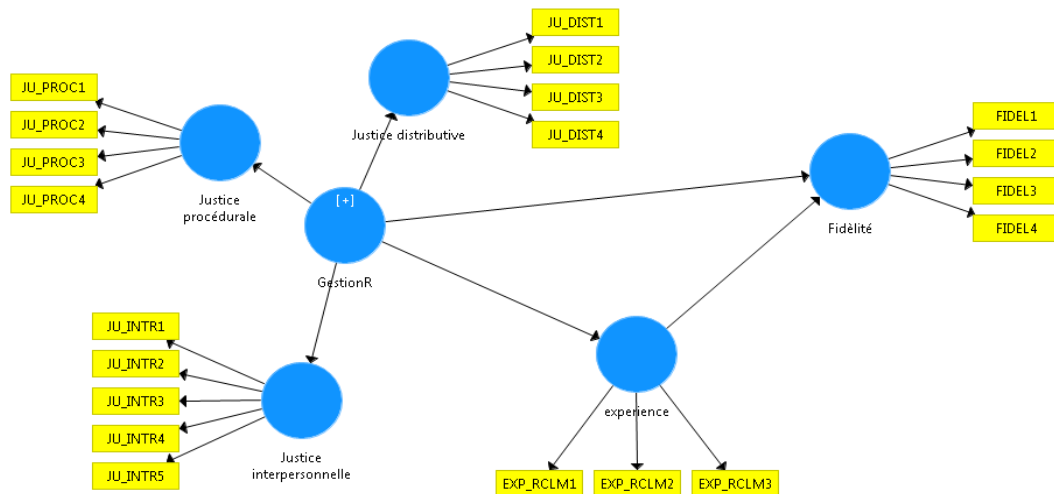 JU_DIST1
JU_DIST2
JU_DIST3
JU_DIST4
Justice distributive
JU_PROC1
JU_PROC2
JU_PROC3
JU_PROC4
Justice
procédurale
[+]
GestionR
FIDEL1
FIDEL2
FIDEL3
FIDEL4
Fidèlité
JU_INTR1
JU_INTR2
JU_INTR3
JU_INTR4
JU_INTR5
Justice
interpersonnelle
experience
EXP_RCLM1
EXP_RCLM2
EXP_RCLM3